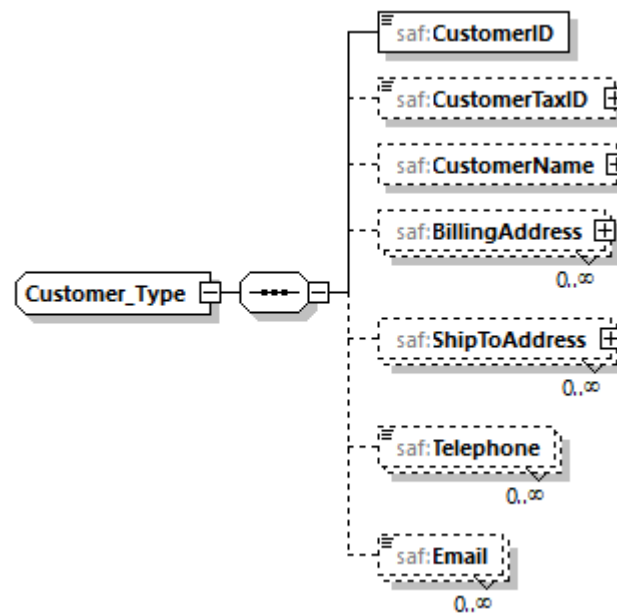 saf:CustomerID
saf:CustomerTaxID
saf:CustomerName
saf:BillingAddress
0..∞
Customer_Type
saf:ShipToAddress
0..∞
saf:Telephone
0..∞
saf:Email
0..∞